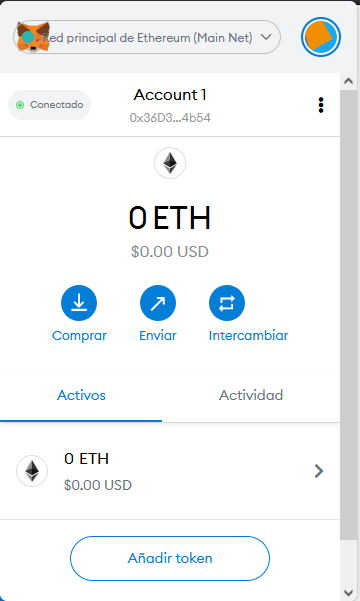 Red principal de Ethereum (Main Net)
Conectado
Account 1
0x36D3...4b54
0 ETH
$0.00 USD
Comprar
Enviar
Intercambiar
Activos
Actividad
0 ETH
$0.00 USD
Añadir token